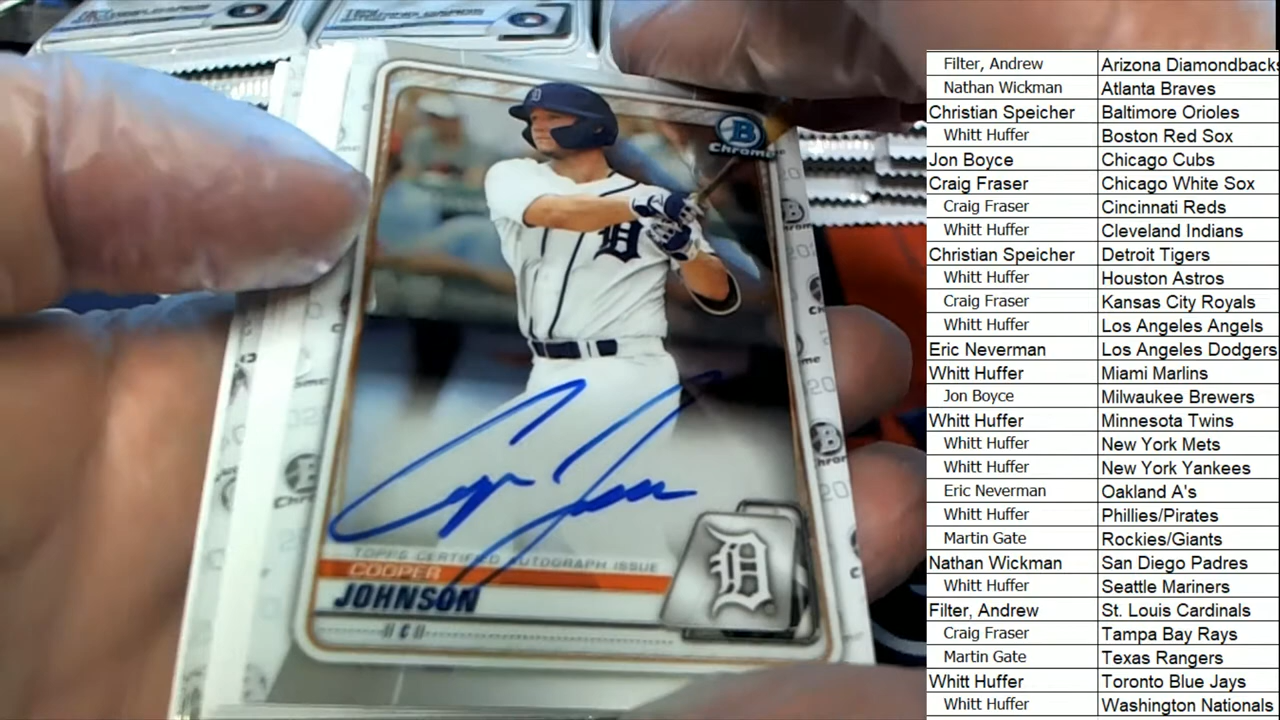 B
Chrome
D
TOPPS CERTIFIED AUTOGRAPH ISSUE
COOPER
JOHNSON
C
Filter, Andrew Arizona Diamondbacks
Nathan Wickman Atlanta Braves
Christian Speicher Baltimore Orioles
Whitt Huffer Boston Red Sox
Jon Boyce Chicago Cubs
Craig Fraser Chicago White Sox
Craig Fraser Cincinnati Reds
Whitt Huffer Cleveland Indians
Christian Speicher Detroit Tigers
Whitt Huffer Houston Astros
Craig Fraser Kansas City Royals
Whitt Huffer Los Angeles Angels
Eric Neverman Los Angeles Dodgers
Whitt Huffer Miami Marlins
Jon Boyce Milwaukee Brewers
Whitt Huffer Minnesota Twins
Whitt Huffer New York Mets
Whitt Huffer New York Yankees
Eric Neverman Oakland A's
Whitt Huffer Phillies/Pirates
Martin Gate Rockies/Giants
Nathan Wickman San Diego Padres
Whitt Huffer Seattle Mariners
Filter, Andrew St. Louis Cardinals
Craig Fraser Tampa Bay Rays
Martin Gate Texas Rangers
Whitt Huffer Toronto Blue Jays
Whitt Huffer Washington Nationals